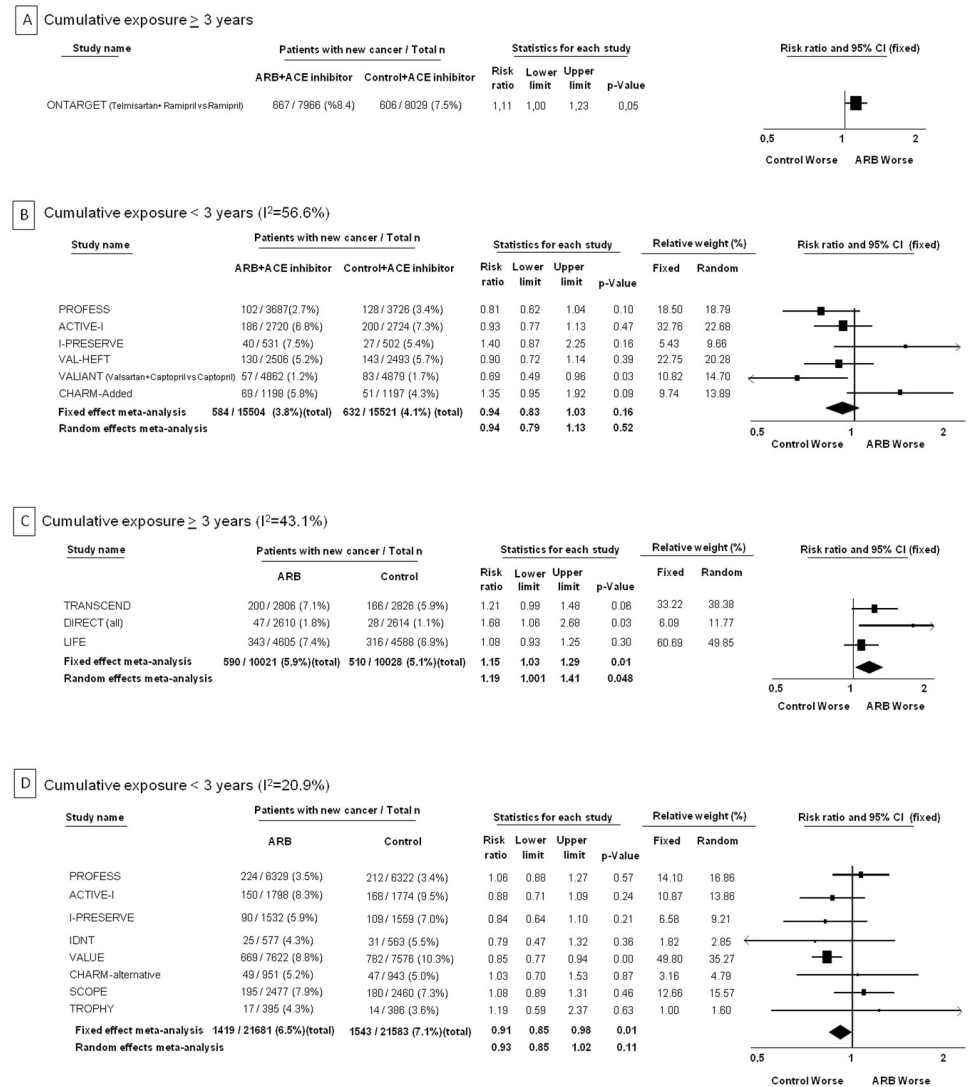 A Cumulative exposure ≥ 3 years
Study name Patients with new cancer / Total n Statistics for each study Risk ratio and 95% CI (fixed)
ARB+ACE inhibitor Control+ACE inhibitor Risk ratio Lower limit Upper limit p-Value
ONTARGET (Telmisartan+ Ramipril vs Ramipril) 667 / 7966 (%8.4) 606 / 8029 (7.5%) 1,11 1,00 1,23 0,05
0,5 1 2
Control Worse ARB Worse
B Cumulative exposure < 3 years (I²=56.6%)
Study name Patients with new cancer / Total n Statistics for each study Relative weight (%) Risk ratio and 95% CI (fixed)
ARB+ACE inhibitor Control+ACE inhibitor Risk ratio Lower limit Upper limit p-Value Fixed Random
PROFESS 102 / 3687(2.7%) 128 / 3726 (3.4%) 0.81 0.62 1.04 0.10 18.50 18.79
ACTIVE-I 186 / 2720 (6.8%) 200 / 2724 (7.3%) 0.93 0.77 1.13 0.47 32.76 22.68
I-PRESERVE 40 / 531 (7.5%) 27 / 502 (5.4%) 1.40 0.87 2.25 0.16 5.43 9.66
VAL-HEFT 130 / 2506 (5.2%) 143 / 2493 (5.7%) 0.90 0.72 1.14 0.39 22.75 20.28
VALIANT (Valsartan+Captopril vs Captopril) 57 / 4862 (1.2%) 83 / 4879 (1.7%) 0.69 0.49 0.96 0.03 10.82 14.70
CHARM-Added 69 / 1198 (5.8%) 51 / 1197 (4.3%) 1.35 0.95 1.92 0.09 9.74 13.89
Fixed effect meta-analysis 584 / 15504 (3.8%)(total) 632 / 15521 (4.1%) (total) 0.94 0.83 1.03 0.16
Random effects meta-analysis 0.94 0.79 1.13 0.52
0,5 1 2
Control Worse ARB Worse
C Cumulative exposure ≥ 3 years (I²=43.1%)
Study name Patients with new cancer / Total n Statistics for each study Relative weight (%) Risk ratio and 95% CI (fixed)
ARB Control Risk ratio Lower limit Upper limit p-Value Fixed Random
TRANSCEND 200 / 2806 (7.1%) 166 / 2826 (5.9%) 1.21 0.99 1.48 0.06 33.22 38.38
DIRECT (all) 47 / 2610 (1.8%) 28 / 2614 (1.1%) 1.68 1.06 2.68 0.03 6.09 11.77
LIFE 343 / 4605 (7.4%) 316 / 4588 (6.9%) 1.08 0.93 1.25 0.30 60.69 49.85
Fixed effect meta-analysis 590 / 10021 (5.9%)(total) 510 / 10028 (5.1%) (total) 1.15 1.03 1.29 0.01
Random effects meta-analysis 1.19 1.001 1.41 0.048
0,5 1 2
Control Worse ARB Worse
D Cumulative exposure < 3 years (I²=20.9%)
Study name Patients with new cancer / Total n Statistics for each study Relative weight (%) Risk ratio and 95% CI (fixed)
ARB Control Risk ratio Lower limit Upper limit p-Value Fixed Random
PROFESS 224 / 6329 (3.5%) 212 / 6322 (3.4%) 1.06 0.88 1.27 0.57 14.10 16.86
ACTIVE-I 150 / 1798 (8.3%) 168 / 1774 (9.5%) 0.88 0.71 1.09 0.24 10.87 13.86
I-PRESERVE 90 / 1532 (5.9%) 109 / 1559 (7.0%) 0.84 0.64 1.10 0.21 6.58 9.21
IDNT 25 / 577 (4.3%) 31 / 563 (5.5%) 0.79 0.47 1.32 0.36 1.82 2.85
VALUE 669 / 7622 (8.8%) 782 / 7576 (10.3%) 0.85 0.77 0.94 0.00 49.80 35.27
CHARM-alternative 49 / 951 (5.2%) 47 / 943 (5.0%) 1.03 0.70 1.53 0.87 3.16 4.79
SCOPE 195 / 2477 (7.9%) 180 / 2460 (7.3%) 1.08 0.89 1.31 0.46 12.66 15.57
TROPHY 17 / 395 (4.3%) 14 / 386 (3.6%) 1.19 0.59 2.37 0.63 1.00 1.60
Fixed effect meta-analysis 1419 / 21681 (6.5%)(total) 1543 / 21583 (7.1%)(total) 0.91 0.85 0.98 0.01
Random effects meta-analysis 0.93 0.85 1.02 0.11
0,5 1 2
Control Worse ARB Worse